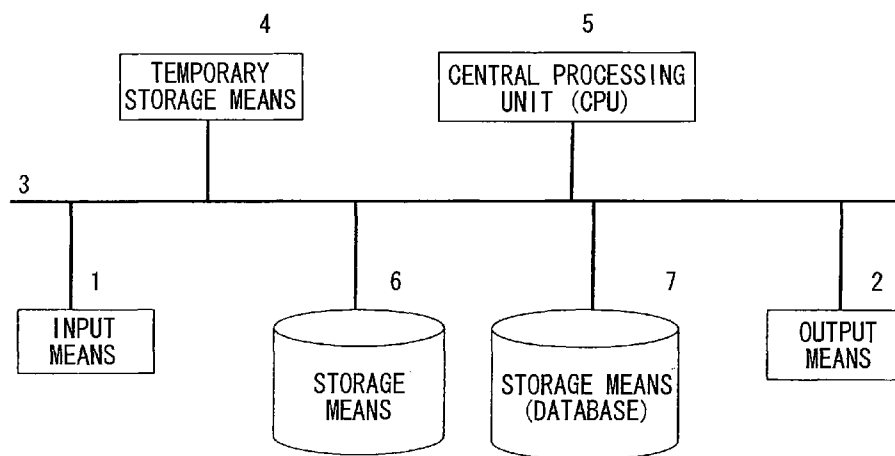 4
5
TEMPORARY
STORAGE MEANS
CENTRAL PROCESSING
UNIT (CPU)
3
1
6
7
2
INPUT
MEANS
STORAGE
MEANS
STORAGE MEANS
(DATABASE)
OUTPUT
MEANS